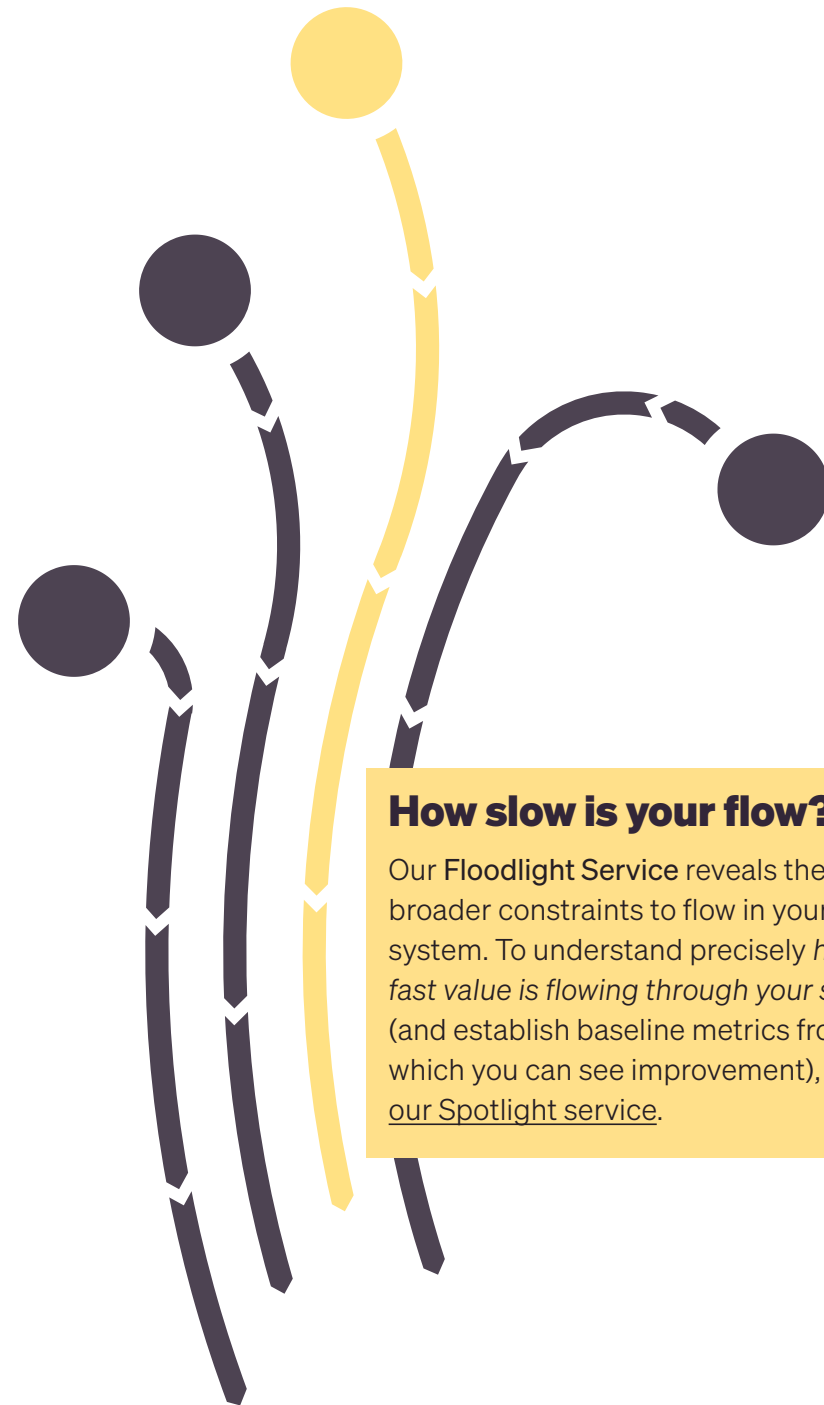 How slow is your flow?
Our Floodlight Service reveals the
broader constraints to flow in your
system. To understand precisely
fast value is flowing through your
(and establish baseline metrics
which you can see improvement),
our Spotlight service.